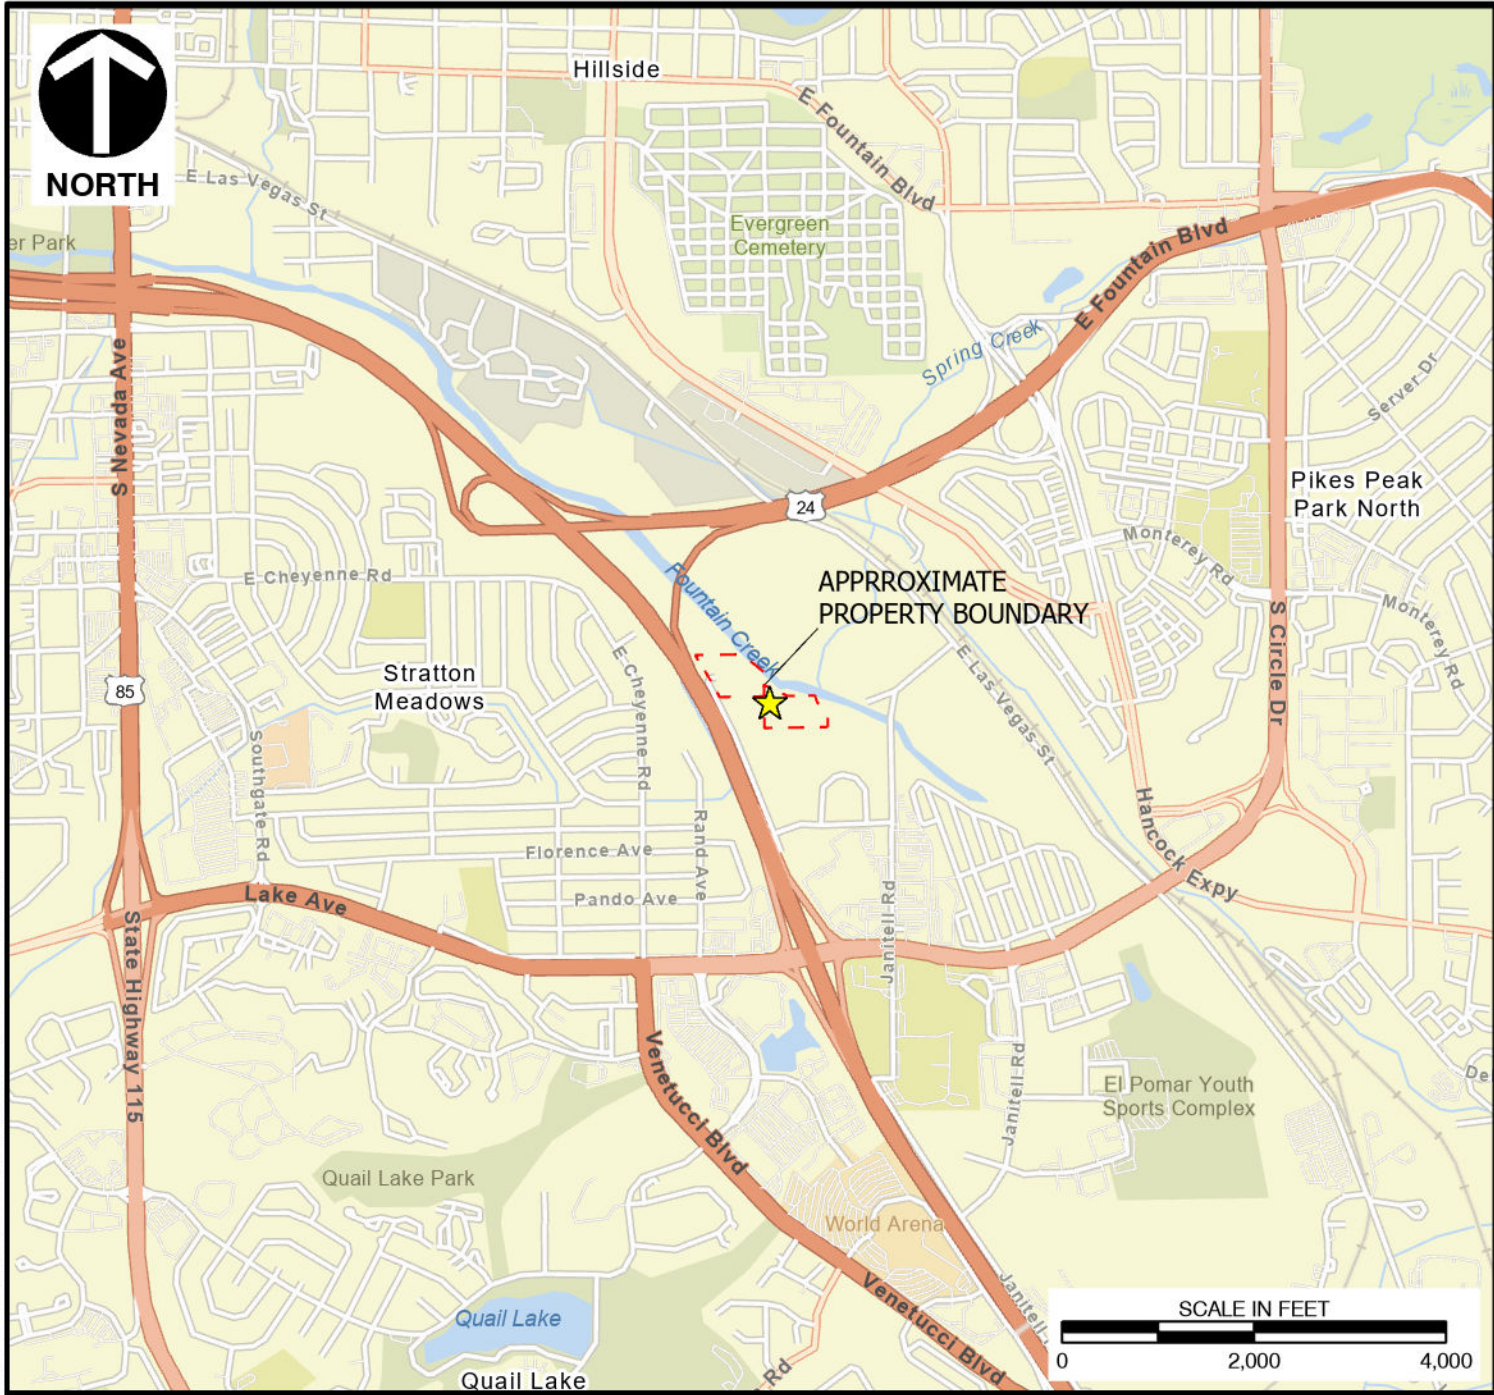 NORTH
Hillside
E Fountain Blvd
E Las Vegas St
er Park
Evergreen
Cemetery
E Fountain Blvd
Spring Creek
S Nevada Ave
Server Dr
Pikes Peak
Park North
24
Monterey Rd
E Cheyenne Rd
Fountain Creek
APPRROXIMATE
PROPERTY BOUNDARY
Monterey Rd
S Circle Dr
E Cheyenne Rd
E Las Vegas St
Stratton
Meadows
85
Southgate Rd
Rand Ave
Hancock Expy
Florence Ave
Lake Ave
Pando Ave
Janitell Rd
State Highway 115
Venetucci Blvd
Janitell Rd
De
El Pomar Youth
Sports Complex
Quail Lake Park
World Arena
Venetucci Blvd
Janitell
Quail Lake
Quail Lake
Rd
SCALE IN FEET
0 2,000 4,000